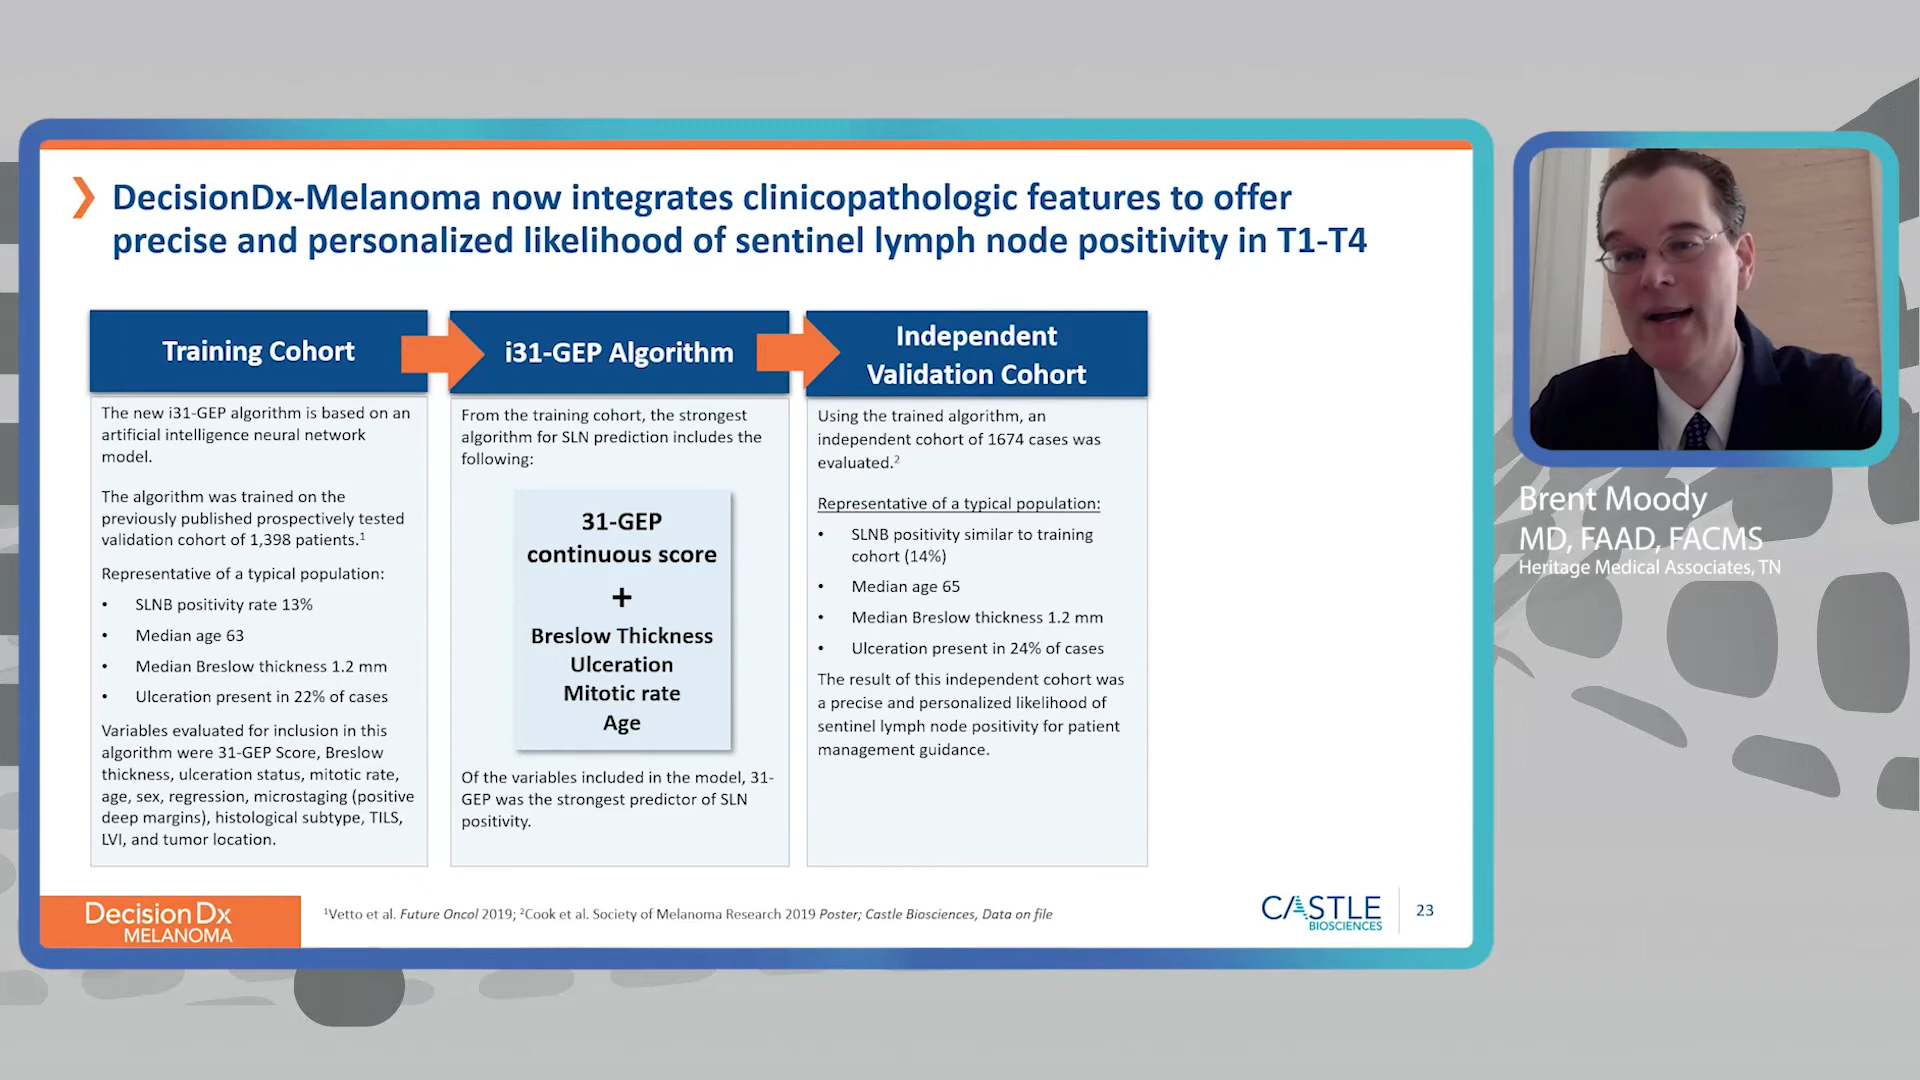 DecisionDx-Melanoma now integrates clinicopathologic features to offer
precise and personalized likelihood of sentinel lymph node positivity in T1-T4
Training Cohort
The new i31-GEP algorithm is based on an
artificial intelligence neural network
model.
The algorithm was trained on the
previously published prospectively tested
validation cohort of 1,398 patients.¹
Representative of a typical population:
• SLNB positivity rate 13%
• Median age 63
• Median Breslow thickness 1.2 mm
• Ulceration present in 22% of cases
Variables evaluated for inclusion in this
algorithm were 31-GEP Score, Breslow
thickness, ulceration status, mitotic rate,
age, sex, regression, microstaging (positive
deep margins), histological subtype, TILS,
LVI, and tumor location.
i31-GEP Algorithm
From the training cohort, the strongest
algorithm for SLN prediction includes the
following:
31-GEP
continuous score
+
Breslow Thickness
Ulceration
Mitotic rate
Age
Of the variables included in the model, 31-
GEP was the strongest predictor of SLN
positivity.
Independent
Validation Cohort
Using the trained algorithm, an
independent cohort of 1674 cases was
evaluated.²
Representative of a typical population:
• SLNB positivity similar to training
cohort (14%)
• Median age 65
• Median Breslow thickness 1.2 mm
• Ulceration present in 24% of cases
The result of this independent cohort was
a precise and personalized likelihood of
sentinel lymph node positivity for patient
management guidance.
DecisionDx
MELANOMA
¹Vetto et al. Future Oncol 2019; ²Cook et al. Society of Melanoma Research 2019 Poster; Castle Biosciences, Data on file
CASTLE
BIOSCIENCES
23
Brent Moody
MD, FAAD, FACMS
Heritage Medical Associates, TN